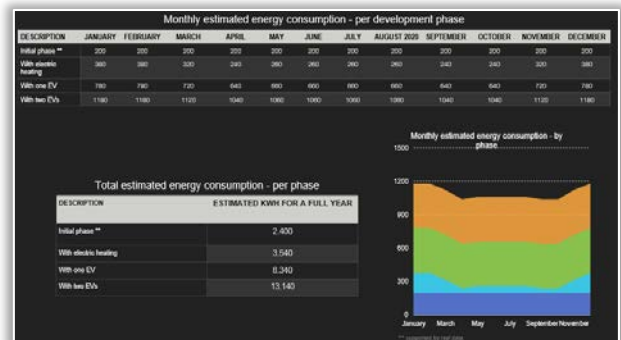 Monthly estimated energy consumption - per development phase
DESCRIPTION JANUARY FEBRUARY MARCH APRIL MAY JUNE JULY AUGUST 2020 SEPTEMBER OCTOBER NOVEMBER DECEMBER
Initial phase ** 200 200 200 200 200 200 200 200 200 200 200 200
With electric heating 380 380 320 240 260 260 260 260 240 240 320 380
With one EV 780 780 720 640 660 660 660 660 640 640 720 780
With two EVs 1180 1180 1120 1040 1060 1060 1060 1060 1040 1040 1120 1180
Total estimated energy consumption - per phase
DESCRIPTION ESTIMATED KWH FOR A FULL YEAR
Initial phase ** 2.400
With electric heating 3.540
With one EV 8.340
With two EVs 13.140
Monthly estimated energy consumption - by phase
1500
1200
900
600
300
0
January March May July September November